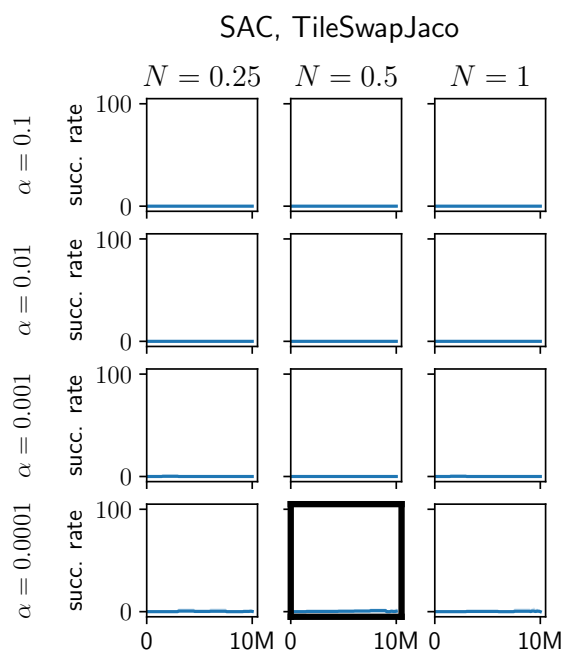 SAC, TileSwapJaco
N = 0.25 N = 0.5 N = 1
α = 0.1 succ. rate 100 0
α = 0.01 succ. rate 100 0
α = 0.001 succ. rate 100 0
α = 0.0001 succ. rate 100 0
0 10M 0 10M 0 10M